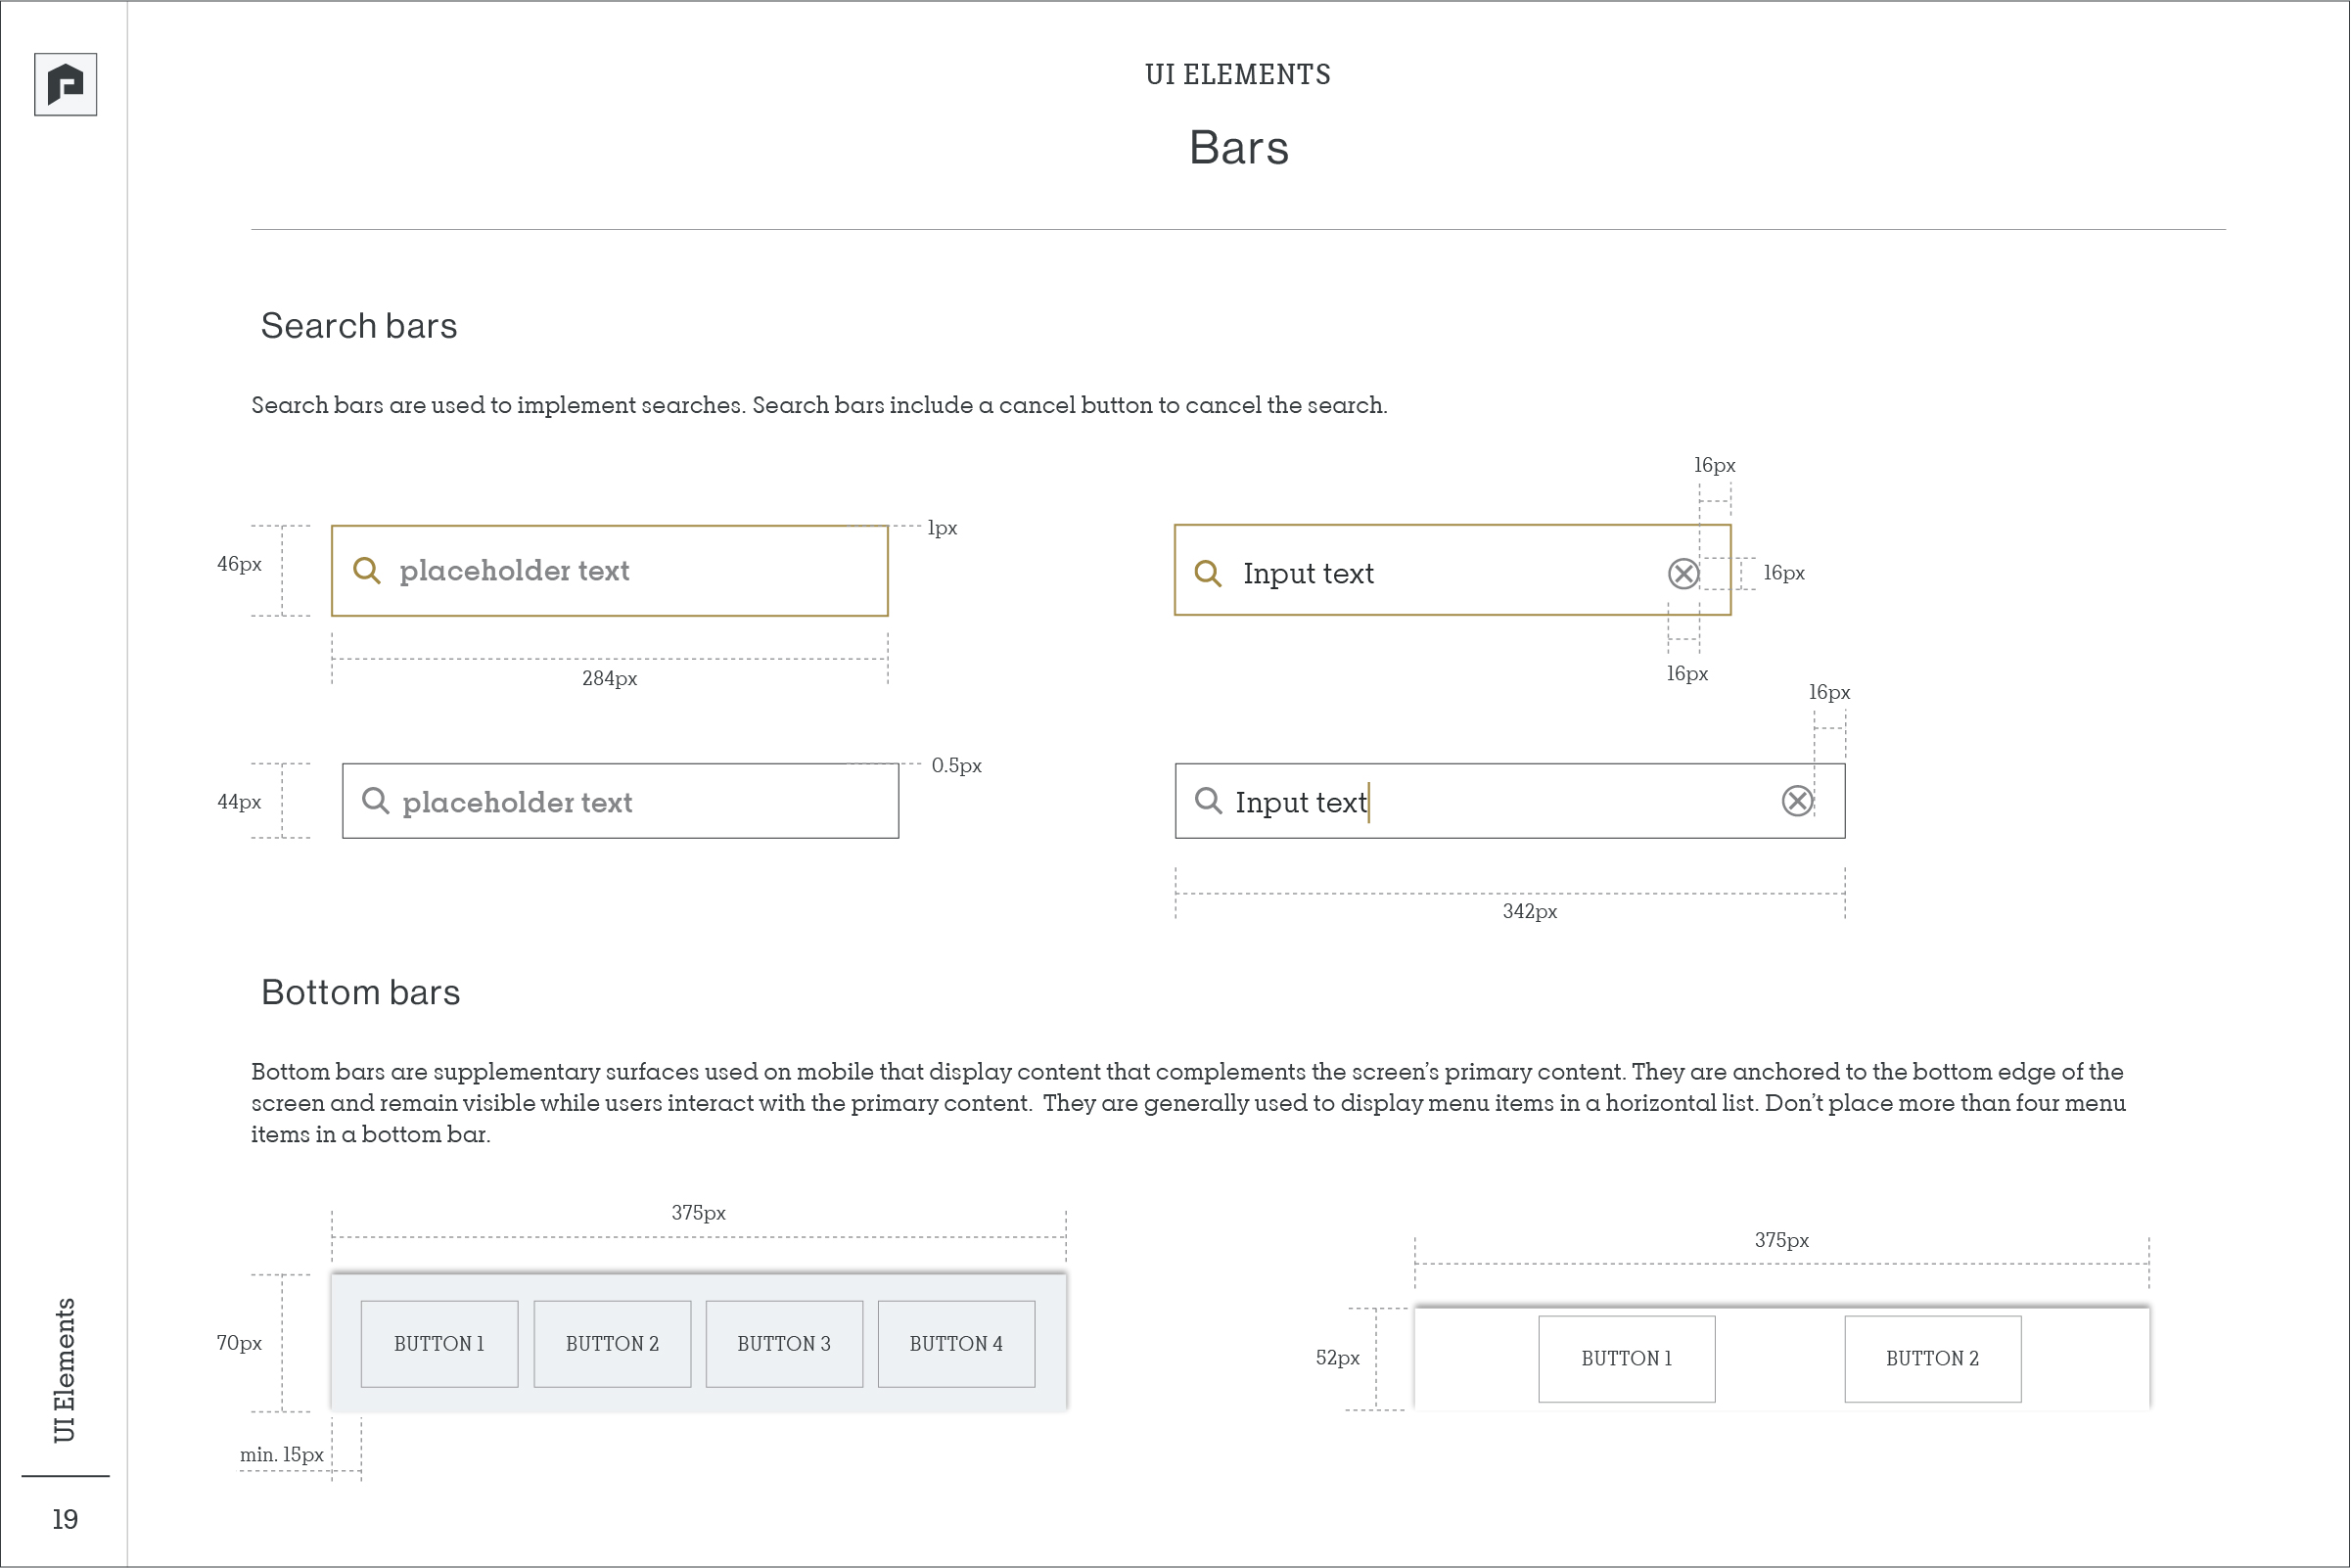 UI ELEMENTS
Bars
Search bars
Search bars are used to implement searches. Search bars include a cancel button to cancel the search.
16px
1px
46px
placeholder text
Input text
16px
284px
16px
16px
0.5px
44px
placeholder text
Input text
342px
Bottom bars
Bottom bars are supplementary surfaces used on mobile that display content that complements the screen’s primary content. They are anchored to the bottom edge of the
screen and remain visible while users interact with the primary content.  They are generally used to display menu items in a horizontal list. Don’t place more than four menu
items in a bottom bar.
375px
375px
70px
BUTTON 1
BUTTON 2
BUTTON 3
BUTTON 4
52px
BUTTON 1
BUTTON 2
min. 15px
UI Elements
19